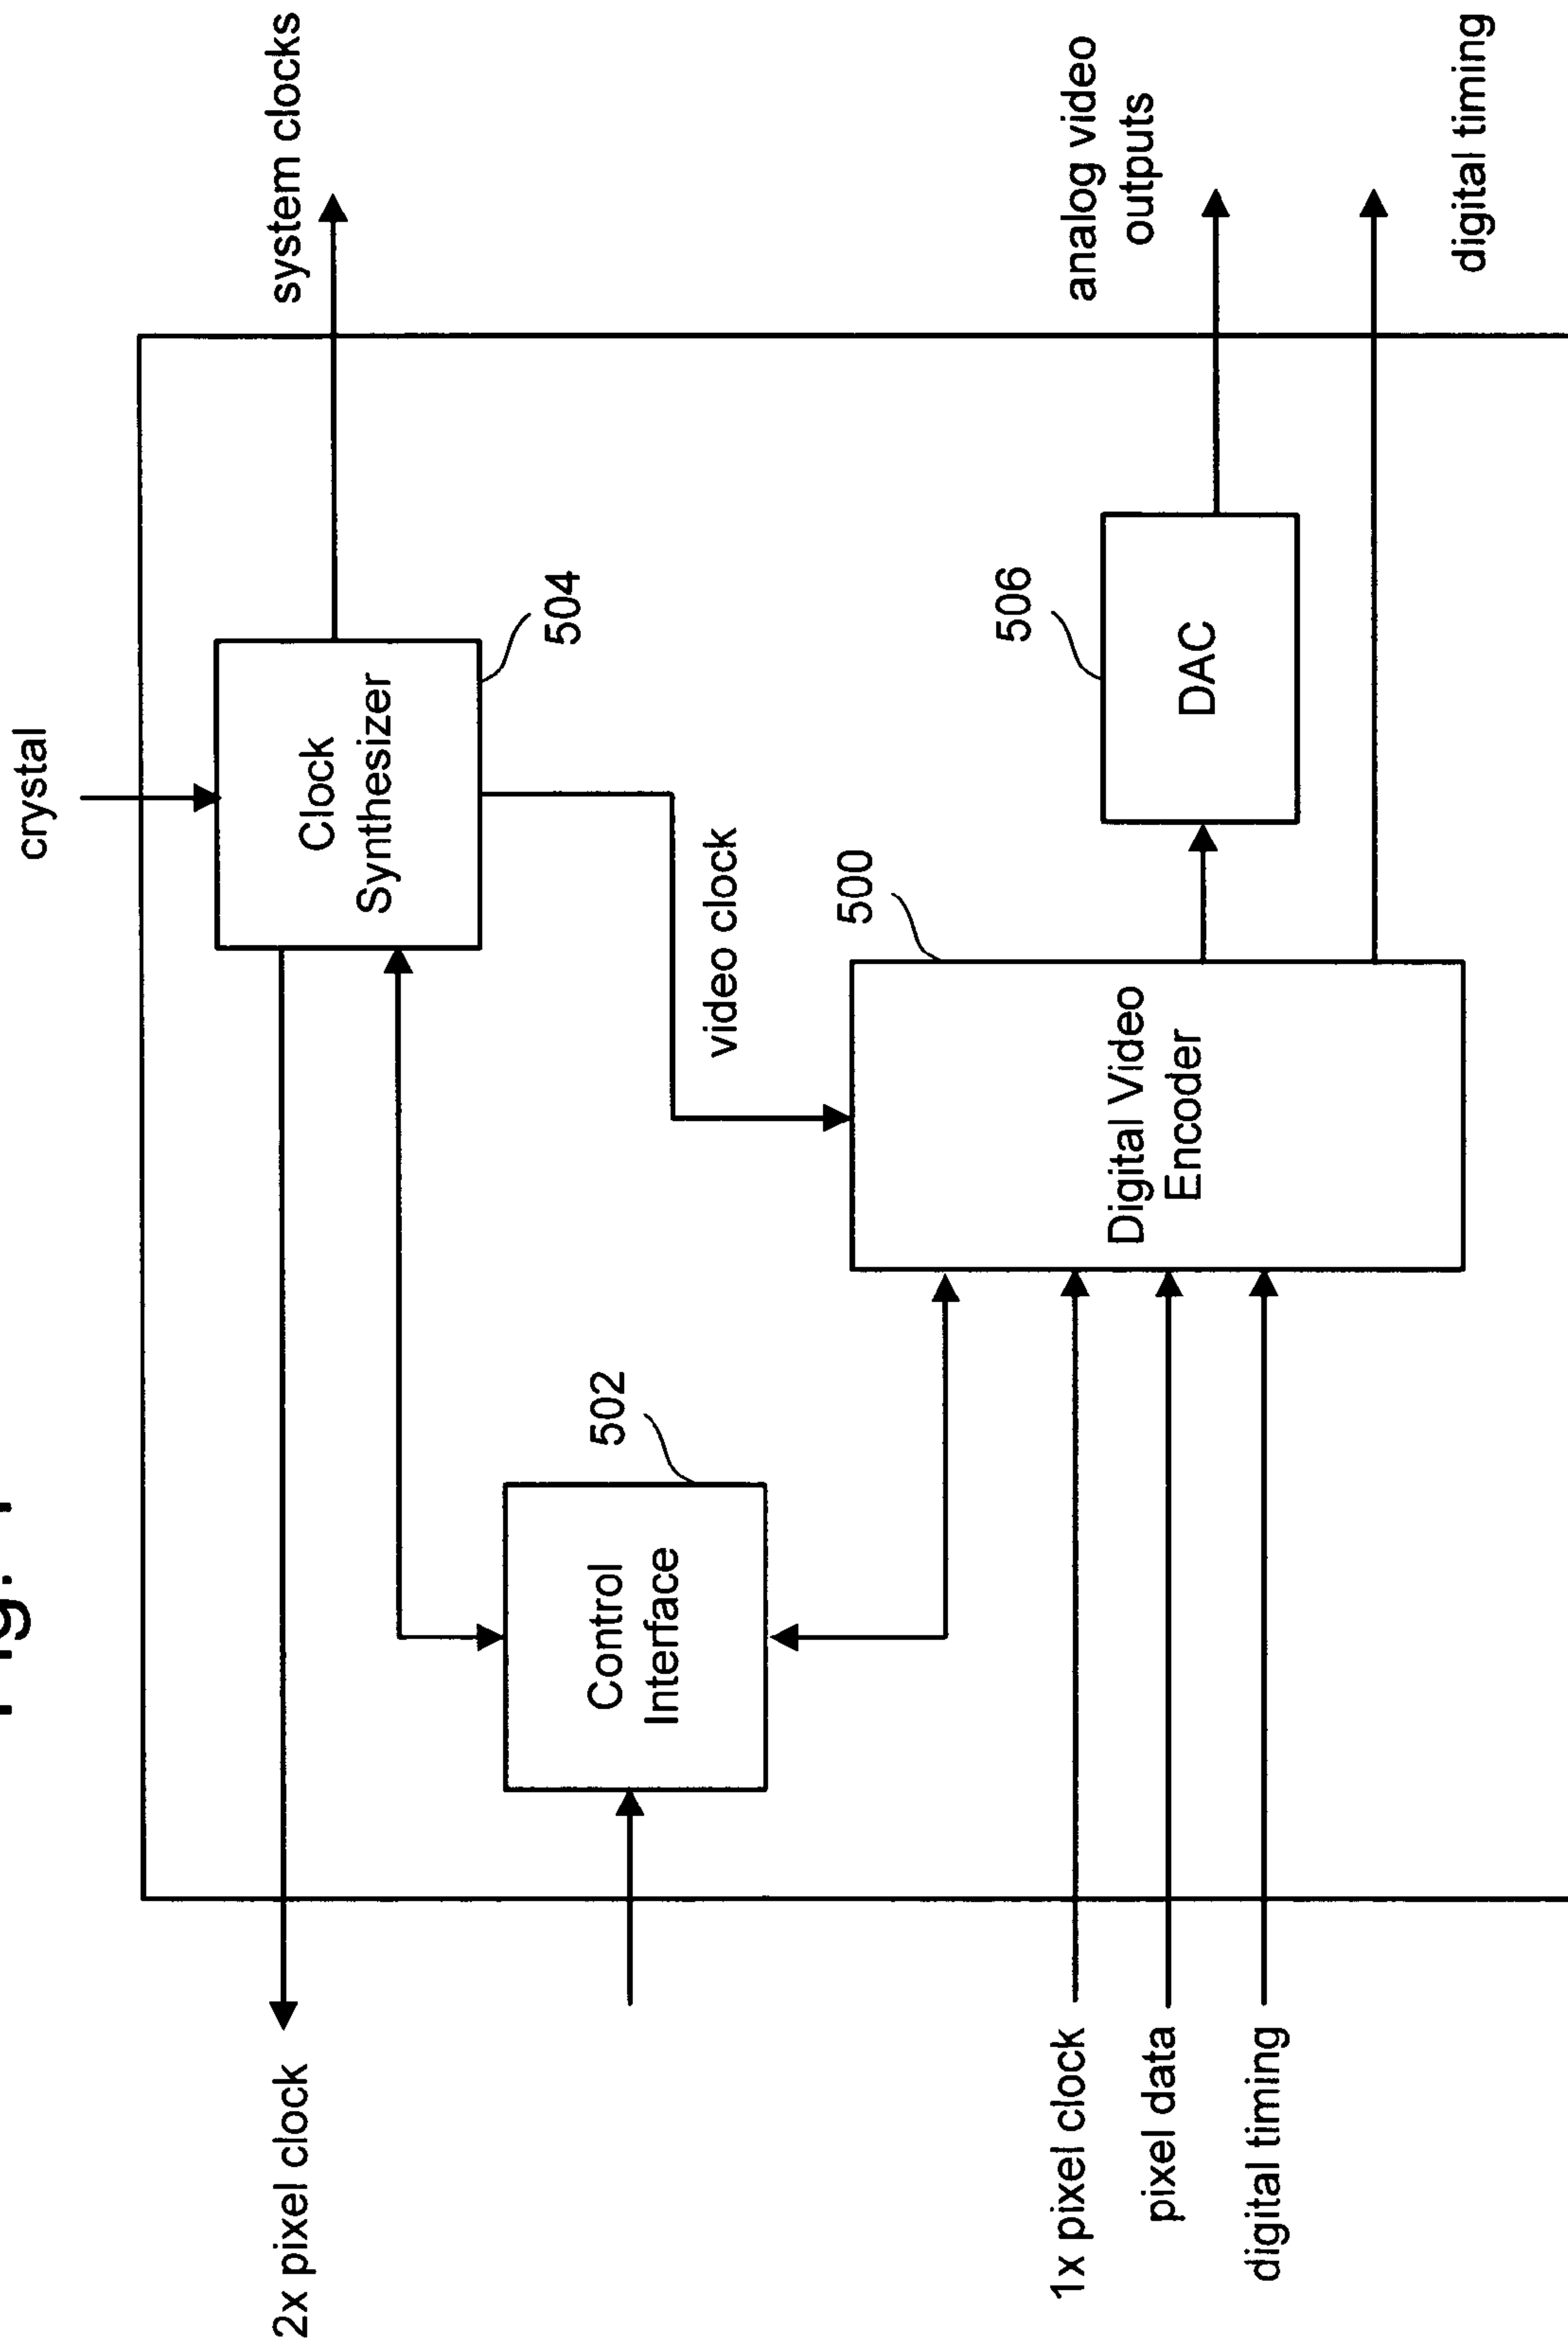 crystal
system clocks
Clock
Synthesizer
504
2x pixel clock
video clock
502
Control
Interface
500
506
analog video
outputs
1x pixel clock
pixel data
digital timing
Digital Video
Encoder
DAC
digital timing